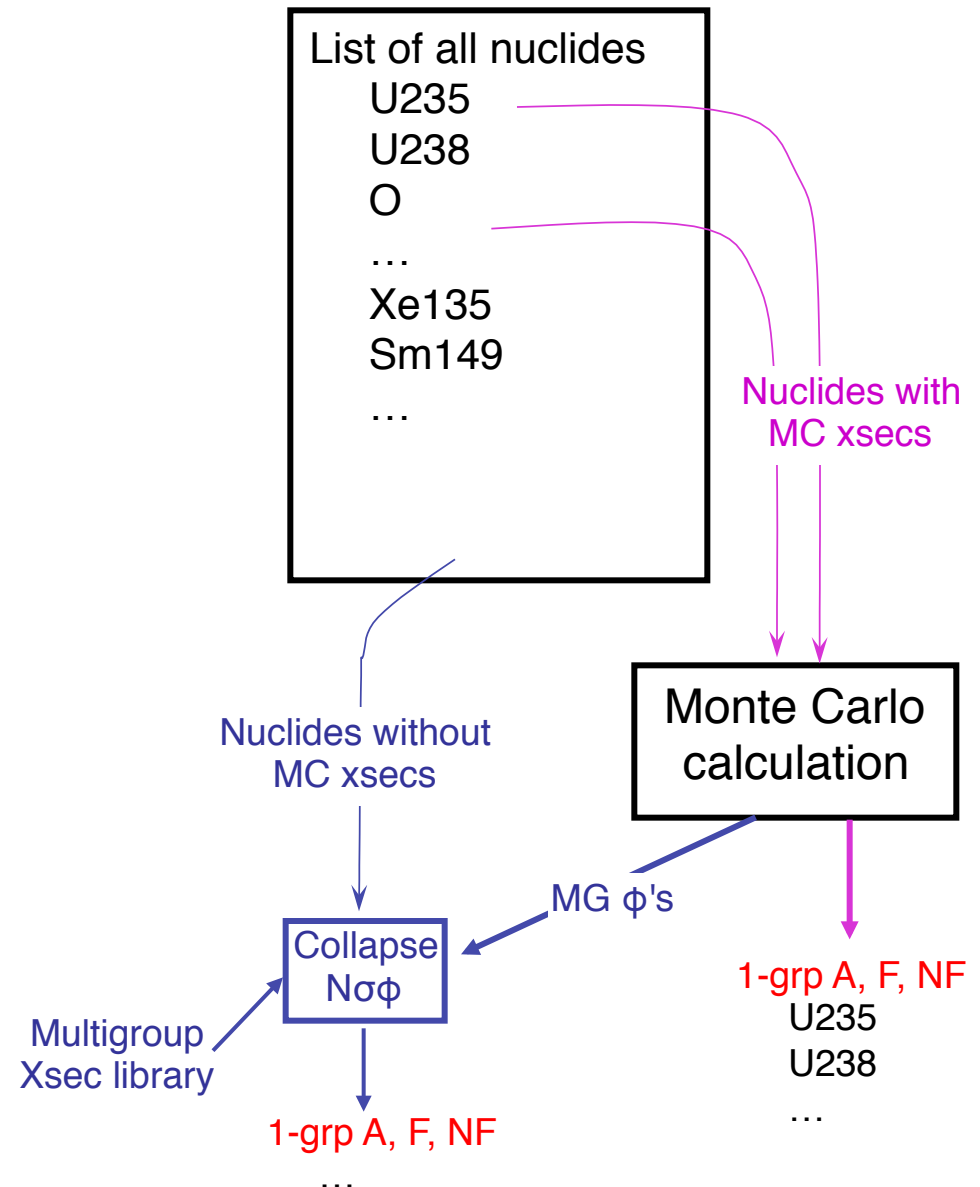 List of all nuclides
U235
U238
O
…
Xe135
Sm149
…
Nuclides with
MC xsecs
Monte Carlo
calculation
Nuclides without
MC xsecs
MG φ's
Collapse
Nσφ
Multigroup
Xsec library
1-grp A, F, NF
U235
U238
…
1-grp A, F, NF
…